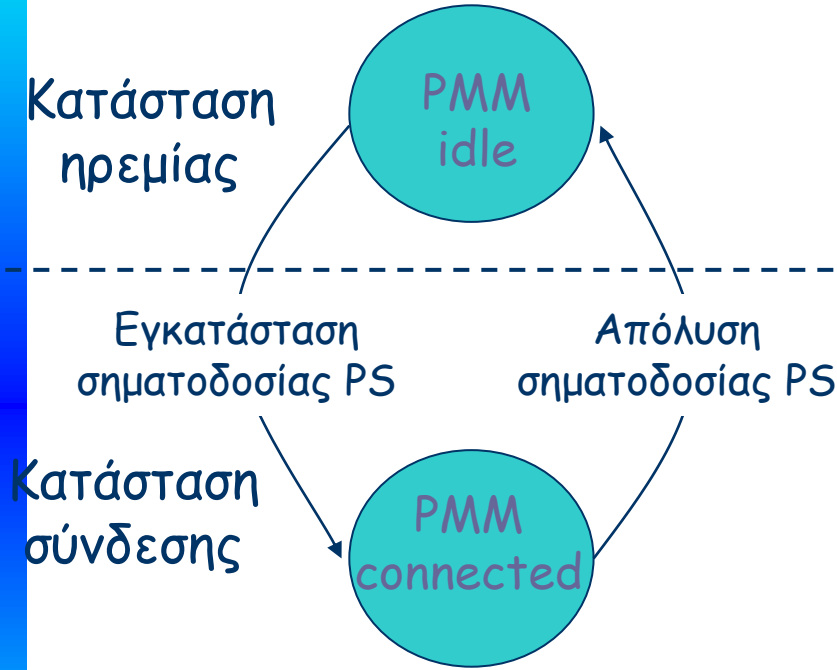 Κατάσταση
ηρεμίας
PMM
idle
Εγκατάσταση
σηματοδοσίας PS
Απόλυση
σηματοδοσίας PS
Κατάσταση
σύνδεσης
PMM
connected